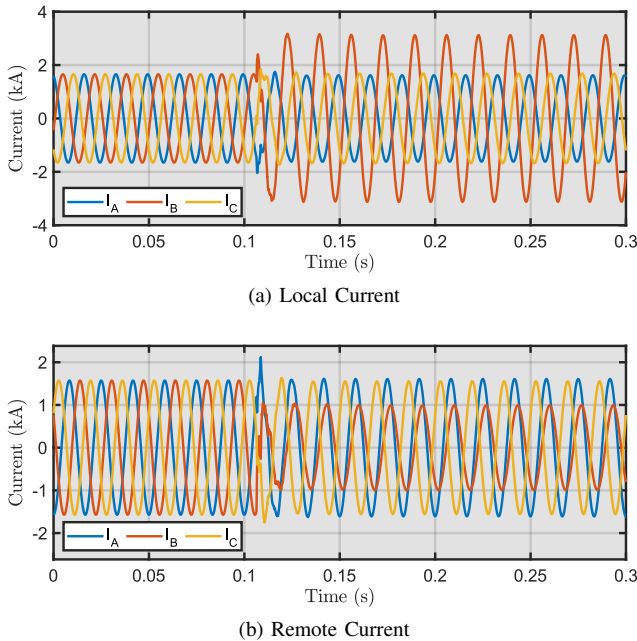 4
2
0
-2
-4
Current (kA)
I_A I_B I_C
0 0.05 0.1 0.15 0.2 0.25 0.3
Time (s)
(a) Local Current
2
1
0
-1
-2
Current (kA)
I_A I_B I_C
0 0.05 0.1 0.15 0.2 0.25 0.3
Time (s)
(b) Remote Current